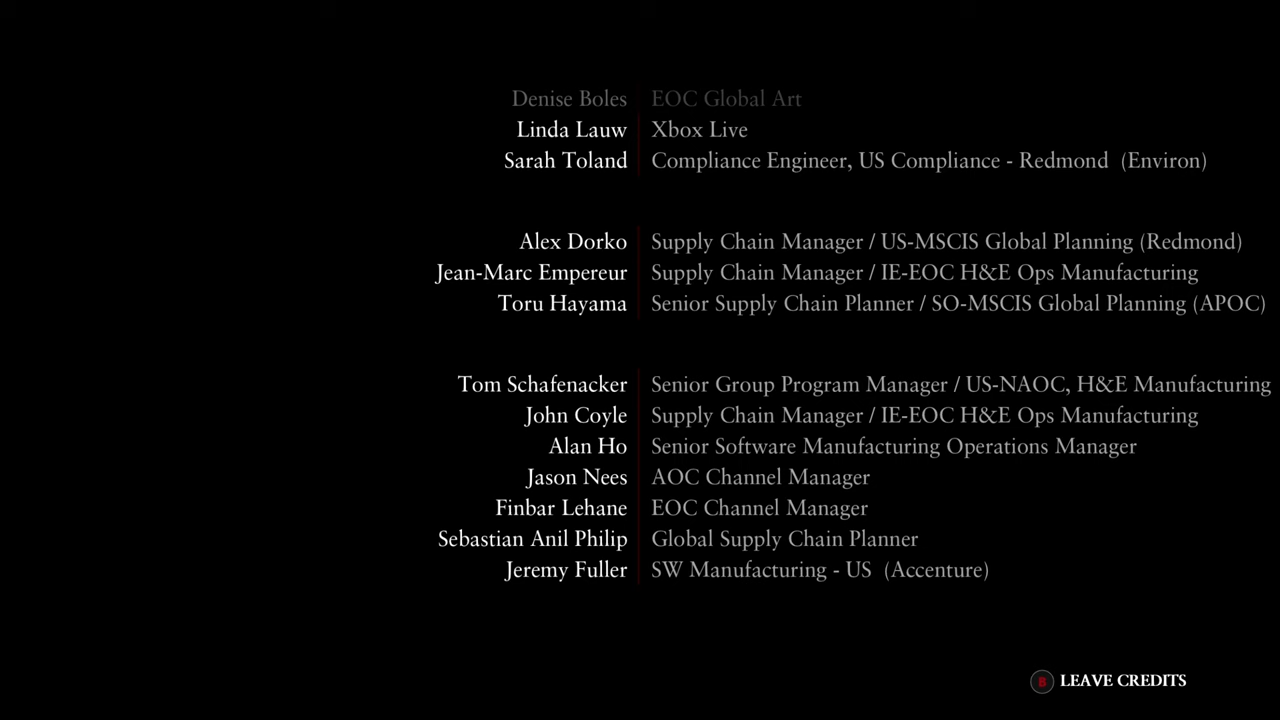 Denise Boles EOC Global Art
Linda Lauw Xbox Live
Sarah Toland Compliance Engineer, US Compliance - Redmond (Environ)
Alex Dorko Supply Chain Manager / US-MSCIS Global Planning (Redmond)
Jean-Marc Empereur Supply Chain Manager / IE-EOC H&E Ops Manufacturing
Toru Hayama Senior Supply Chain Planner / SO-MSCIS Global Planning (APOC)
Tom Schafenacker Senior Group Program Manager / US-NAOC, H&E Manufacturing
John Coyle Supply Chain Manager / IE-EOC H&E Ops Manufacturing
Alan Ho Senior Software Manufacturing Operations Manager
Jason Nees AOC Channel Manager
Finbar Lehane EOC Channel Manager
Sebastian Anil Philip Global Supply Chain Planner
Jeremy Fuller SW Manufacturing - US (Accenture)
B LEAVE CREDITS